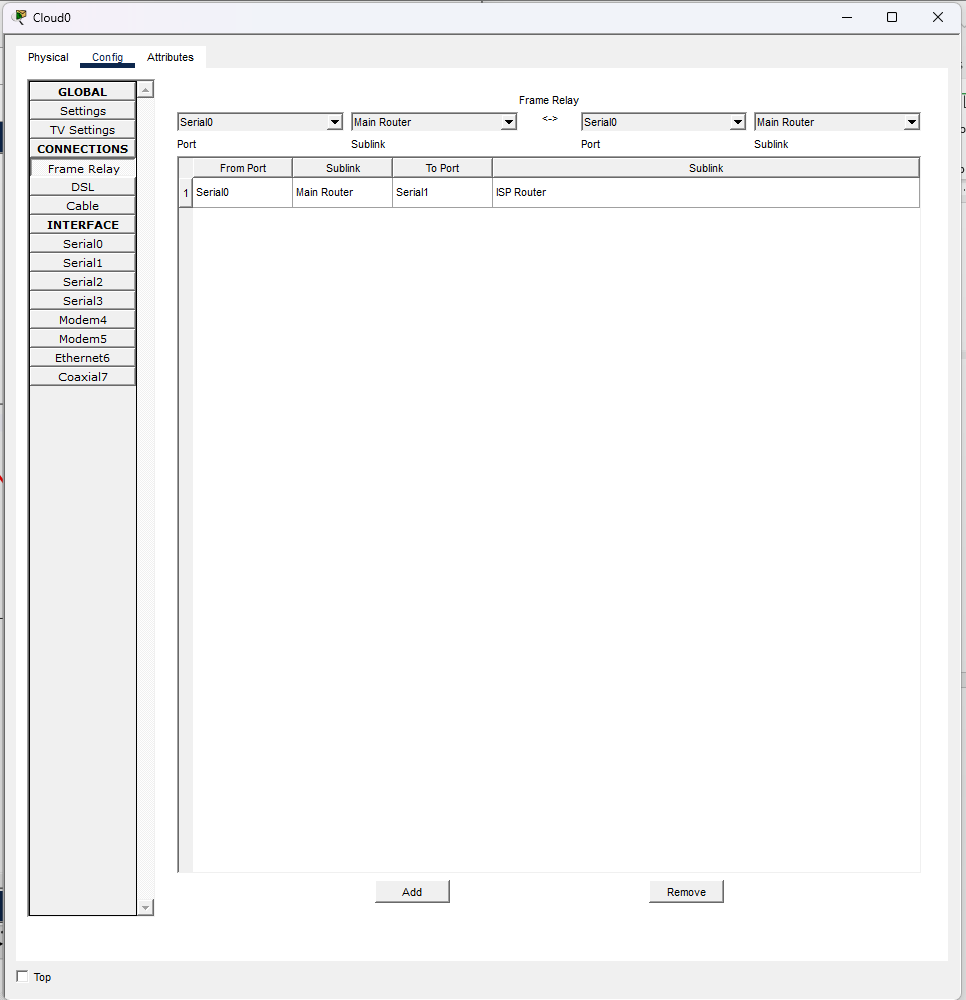 Cloud0
Physical Config Attributes
GLOBAL
Settings
TV Settings
CONNECTIONS
Frame Relay
DSL
Cable
INTERFACE
Serial0
Serial1
Serial2
Serial3
Modem4
Modem5
Ethernet6
Coaxial7
Frame Relay
Serial0 Main Router <-> Serial0 Main Router
Port Sublink Port Sublink
From Port Sublink To Port Sublink
1 Serial0 Main Router Serial1 ISP Router
Add Remove
Top